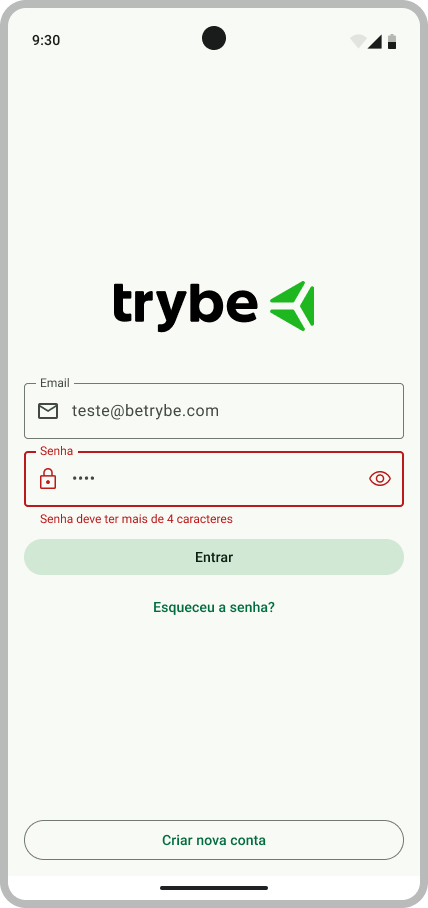 9:30
trybe
Email
teste@betrybe.com
Senha
••••
Senha deve ter mais de 4 caracteres
Entrar
Esqueceu a senha?
Criar nova conta